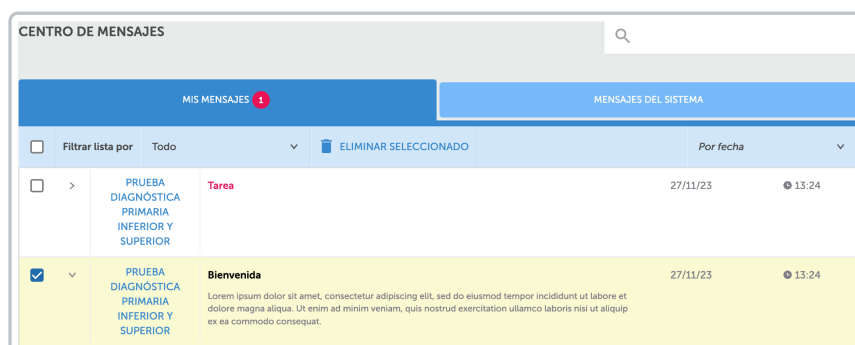 CENTRO DE MENSAJES
MIS MENSAJES 1
MENSAJES DEL SISTEMA
Filtrar lista por Todo ELIMINAR SELECCIONADO Por fecha
PRUEBA DIAGNÓSTICA PRIMARIA INFERIOR Y SUPERIOR
Tarea
27/11/23 13:24
PRUEBA DIAGNÓSTICA PRIMARIA INFERIOR Y SUPERIOR
Bienvenida
27/11/23 13:24
Lorem ipsum dolor sit amet, consectetur adipiscing elit, sed do eiusmod tempor incididunt ut labore et
dolore magna aliqua. Ut enim ad minim veniam, quis nostrud exercitation ullamco laboris nisi ut aliquip
ex ea commodo consequat.